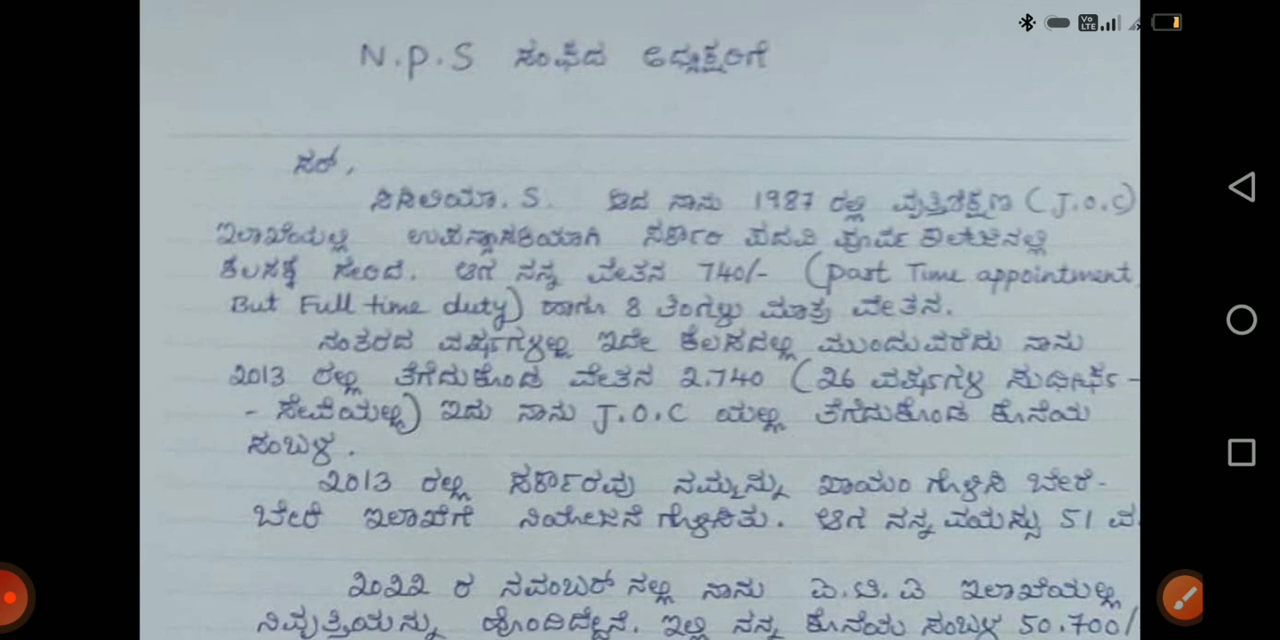 N.P.S ಸಂಘದ ಅಧ್ಯಕ್ಷರಿಗೆ
ಸರ್,
ಸಿಸಿಲಿಯಾ. S. ಆದ ನಾನು 1987 ರಲ್ಲಿ ವೃತ್ತಿಶಿಕ್ಷಣ (J.O.C)
ಇಲಾಖೆಯಲ್ಲಿ ಉಪನ್ಯಾಸಕಿಯಾಗಿ ಸರ್ಕಾರಿ ಪದವಿ ಪೂರ್ವ ಕಾಲೇಜಿನಲ್ಲಿ
ಕೆಲಸಕ್ಕೆ ಸೇರಿದೆ. ಆಗ ನನ್ನ ವೇತನ 740/- (Part Time appointment
But Full time duty) ಹಾಗೂ 8 ತಿಂಗಳು ಮಾತ್ರ ವೇತನ.
ನಂತರದ ವರ್ಷಗಳಲ್ಲಿ ಇದೇ ಕೆಲಸದಲ್ಲಿ ಮುಂದುವರೆದು ನಾನು
2013 ರಲ್ಲಿ ತೆಗೆದುಕೊಂಡ ವೇತನ 2.740 (26 ವರ್ಷಗಳ ಸುಧೀರ್ಘ -
- ಸೇವೆಯಲ್ಲಿ) ಇದು ನಾನು J.O.C ಯಲ್ಲಿ ತೆಗೆದುಕೊಂಡ ಕೊನೆಯ
ಸಂಬಳ.
2013 ರಲ್ಲಿ ಸರ್ಕಾರವು ನಮ್ಮನ್ನು ಖಾಯಂ ಗೊಳಿಸಿ ಬೇರೆ-
ಬೇರೆ ಇಲಾಖೆಗೆ ನಿಯೋಜನೆ ಗೊಳಿಸಿತು. ಆಗ ನನ್ನ ವಯಸ್ಸು 51 ವ
2022 ರ ನವಂಬರ್ ನಲ್ಲಿ ನಾನು ಪಿ.ಟಿ.ಪಿ ಇಲಾಖೆಯಲ್ಲಿ
ನಿವೃತ್ತಿಯನ್ನು ಹೊಂದಿದ್ದೇನೆ. ಇಲ್ಲಿ ನನ್ನ ಕೊನೆಯ ಸಂಬಳ 50.700/